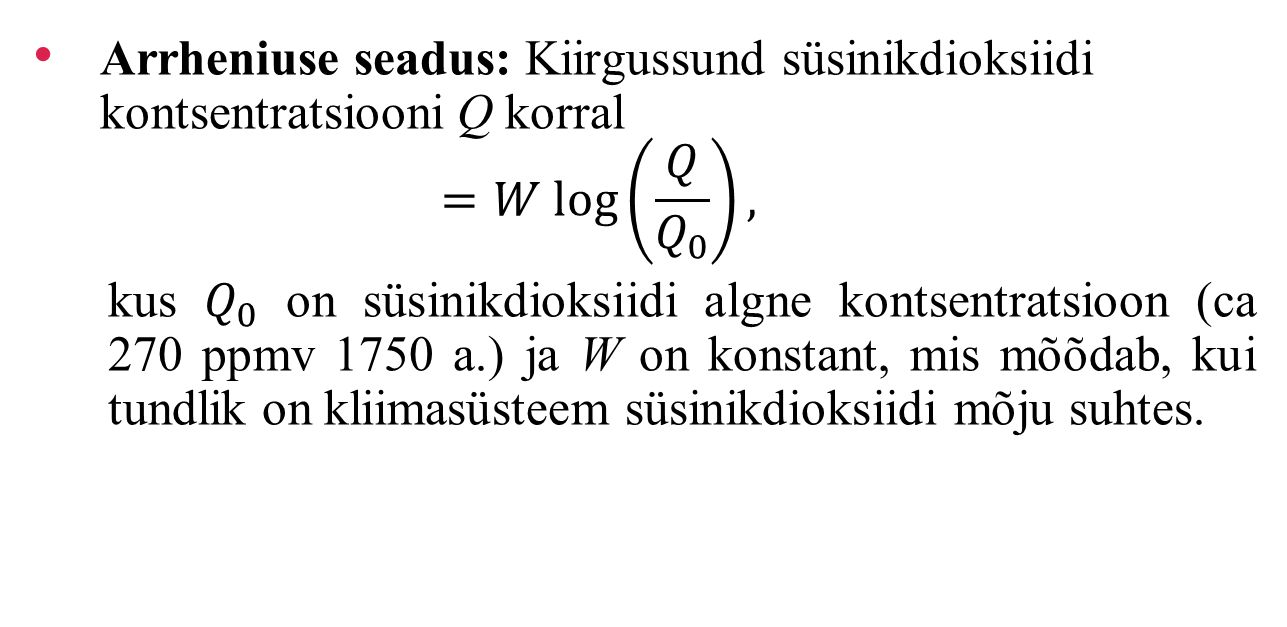 • Arrheniuse seadus: Kiirgussund süsinikdioksiidi
kontsentratsiooni Q korral
= W log(Q/Q₀),
kus Q₀ on süsinikdioksiidi algne kontsentratsioon (ca
270 ppmv 1750 a.) ja W on konstant, mis mõõdab, kui
tundlik on kliimasüsteem süsinikdioksiidi mõju suhtes.